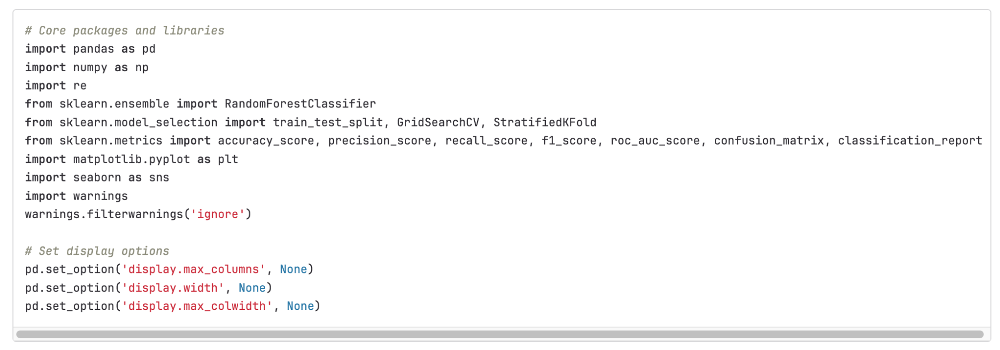 # Core packages and libraries
import pandas as pd
import numpy as np
import re
from sklearn.ensemble import RandomForestClassifier
from sklearn.model_selection import train_test_split, GridSearchCV, StratifiedKFold
from sklearn.metrics import accuracy_score, precision_score, recall_score, f1_score, roc_auc_score, confusion_matrix, classification_report
import matplotlib.pyplot as plt
import seaborn as sns
import warnings
warnings.filterwarnings('ignore')

# Set display options
pd.set_option('display.max_columns', None)
pd.set_option('display.width', None)
pd.set_option('display.max_colwidth', None)